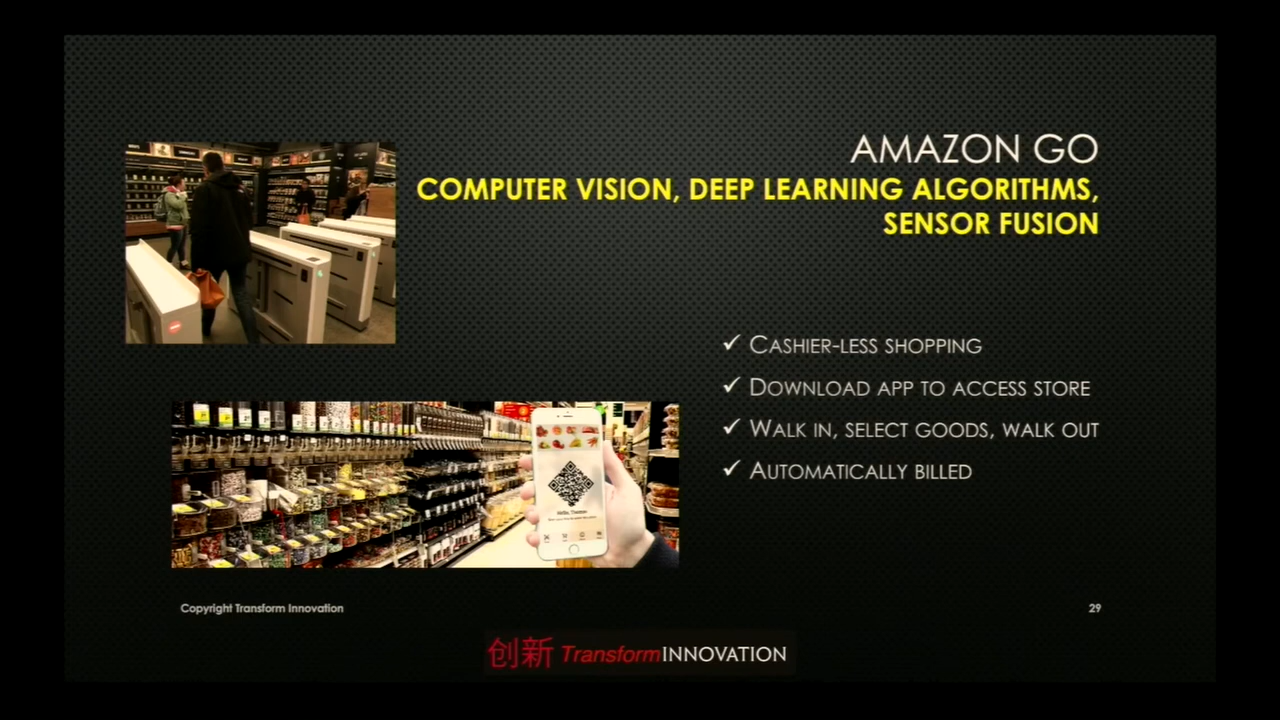 AMAZON GO
COMPUTER VISION, DEEP LEARNING ALGORITHMS,
SENSOR FUSION
✓ CASHIER-LESS SHOPPING
✓ DOWNLOAD APP TO ACCESS STORE
✓ WALK IN, SELECT GOODS, WALK OUT
✓ AUTOMATICALLY BILLED
Copyright Transform Innovation
29
创新 TransformINNOVATION